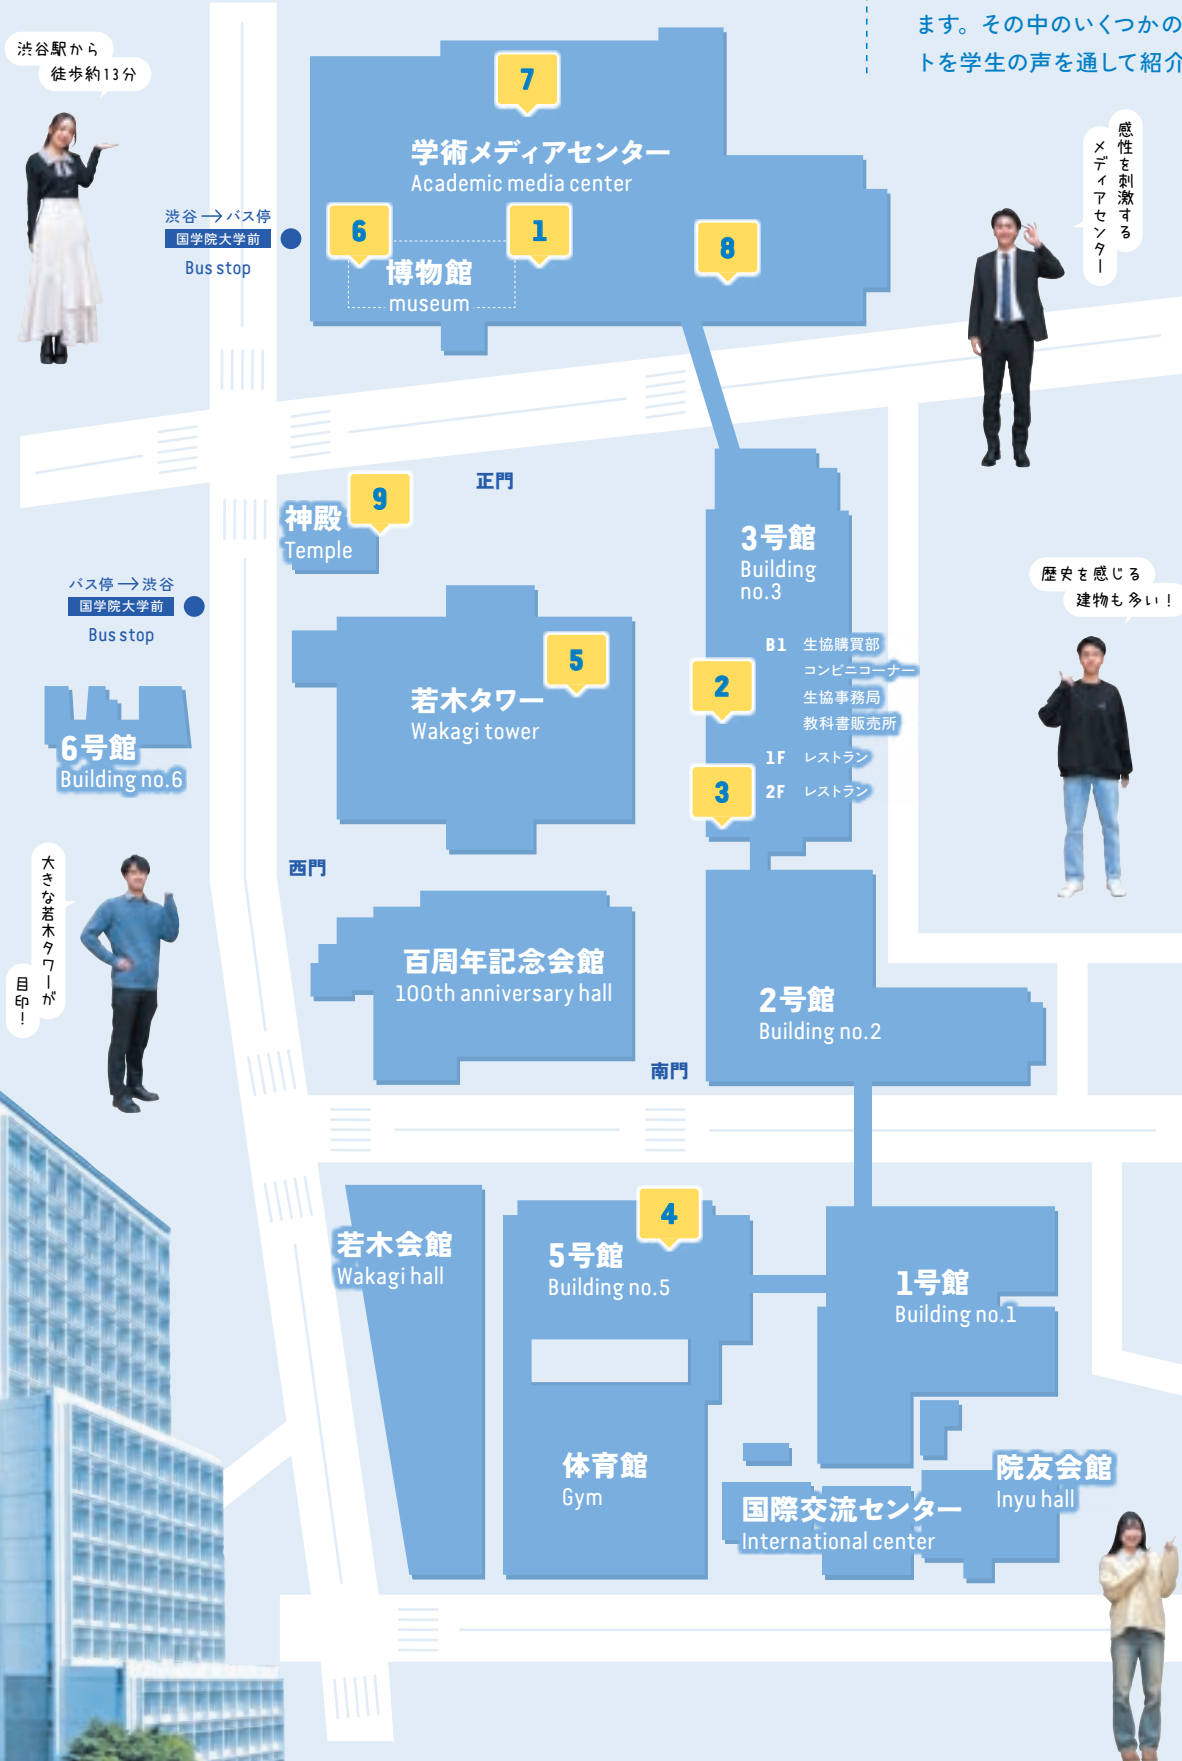 ます。その中のいくつかの
トを学生の声を通して紹介
渋谷駅から
徒歩約13分
7
学術メディアセンター
Academic media center
感性を刺激する
メディアセンター
渋谷→バス停
国学院大学前
Bus stop
6
1
8
博物館
museum
正門
9
神殿
Temple
3号館
Building
no.3
バス停→渋谷
国学院大学前
Bus stop
歴史を感じる
建物も多い！
5
若木タワー
Wakagi tower
B1 生協購買部
コンビニコーナー
生協事務局
教科書販売所
2
1F レストラン
3
2F レストラン
6号館
Building no.6
西門
大きな若木タワーが
目印！
百周年記念会館
100th anniversary hall
2号館
Building no.2
南門
4
若木会館
Wakagi hall
5号館
Building no.5
1号館
Building no.1
体育館
Gym
院友会館
Inyu hall
国際交流センター
International center